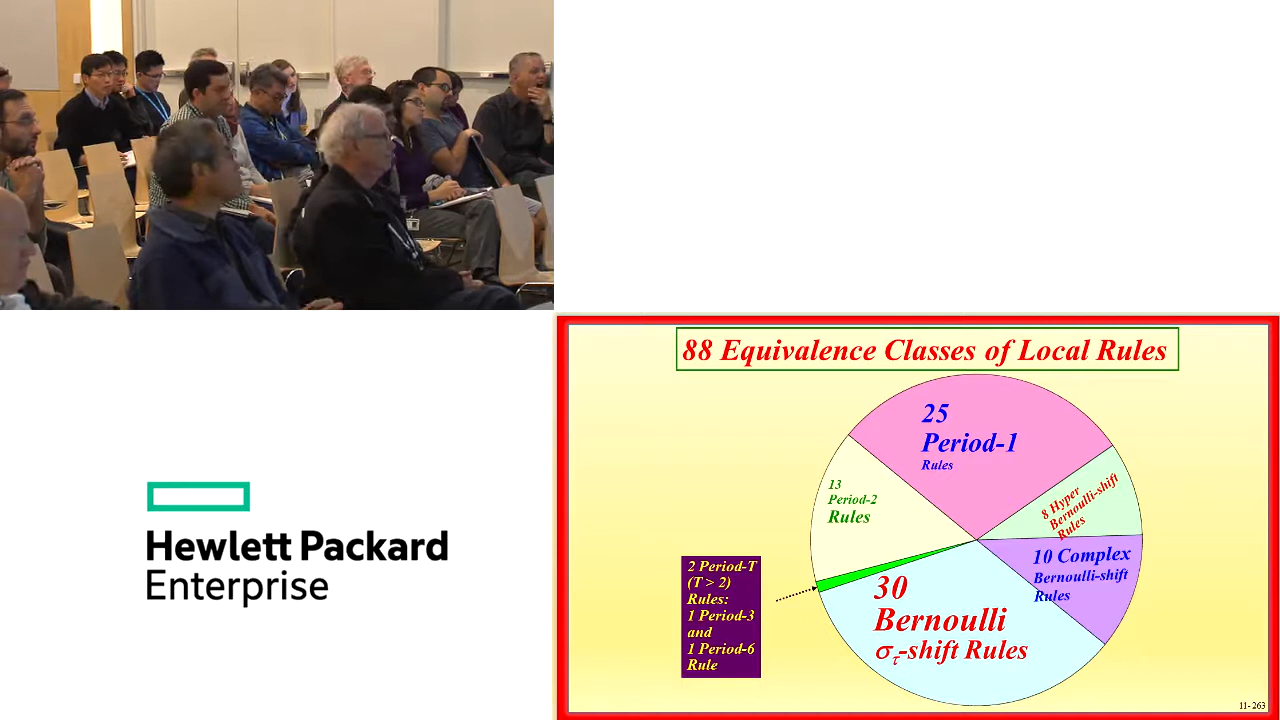 Hewlett Packard
Enterprise
88 Equivalence Classes of Local Rules
25
Period-1
Rules
13
Period-2
Rules
8 Hyper
Bernoulli-shift
Rules
10 Complex
Bernoulli-shift
Rules
2 Period-T
(T > 2)
Rules:
1 Period-3
and
1 Period-6
Rule
30
Bernoulli
στ-shift Rules
11-263